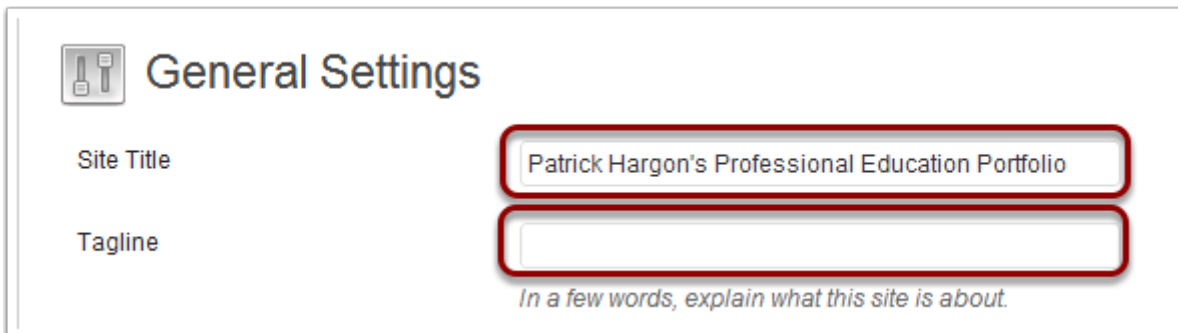 General Settings
Site Title
Patrick Hargon's Professional Education Portfolio
Tagline
In a few words, explain what this site is about.